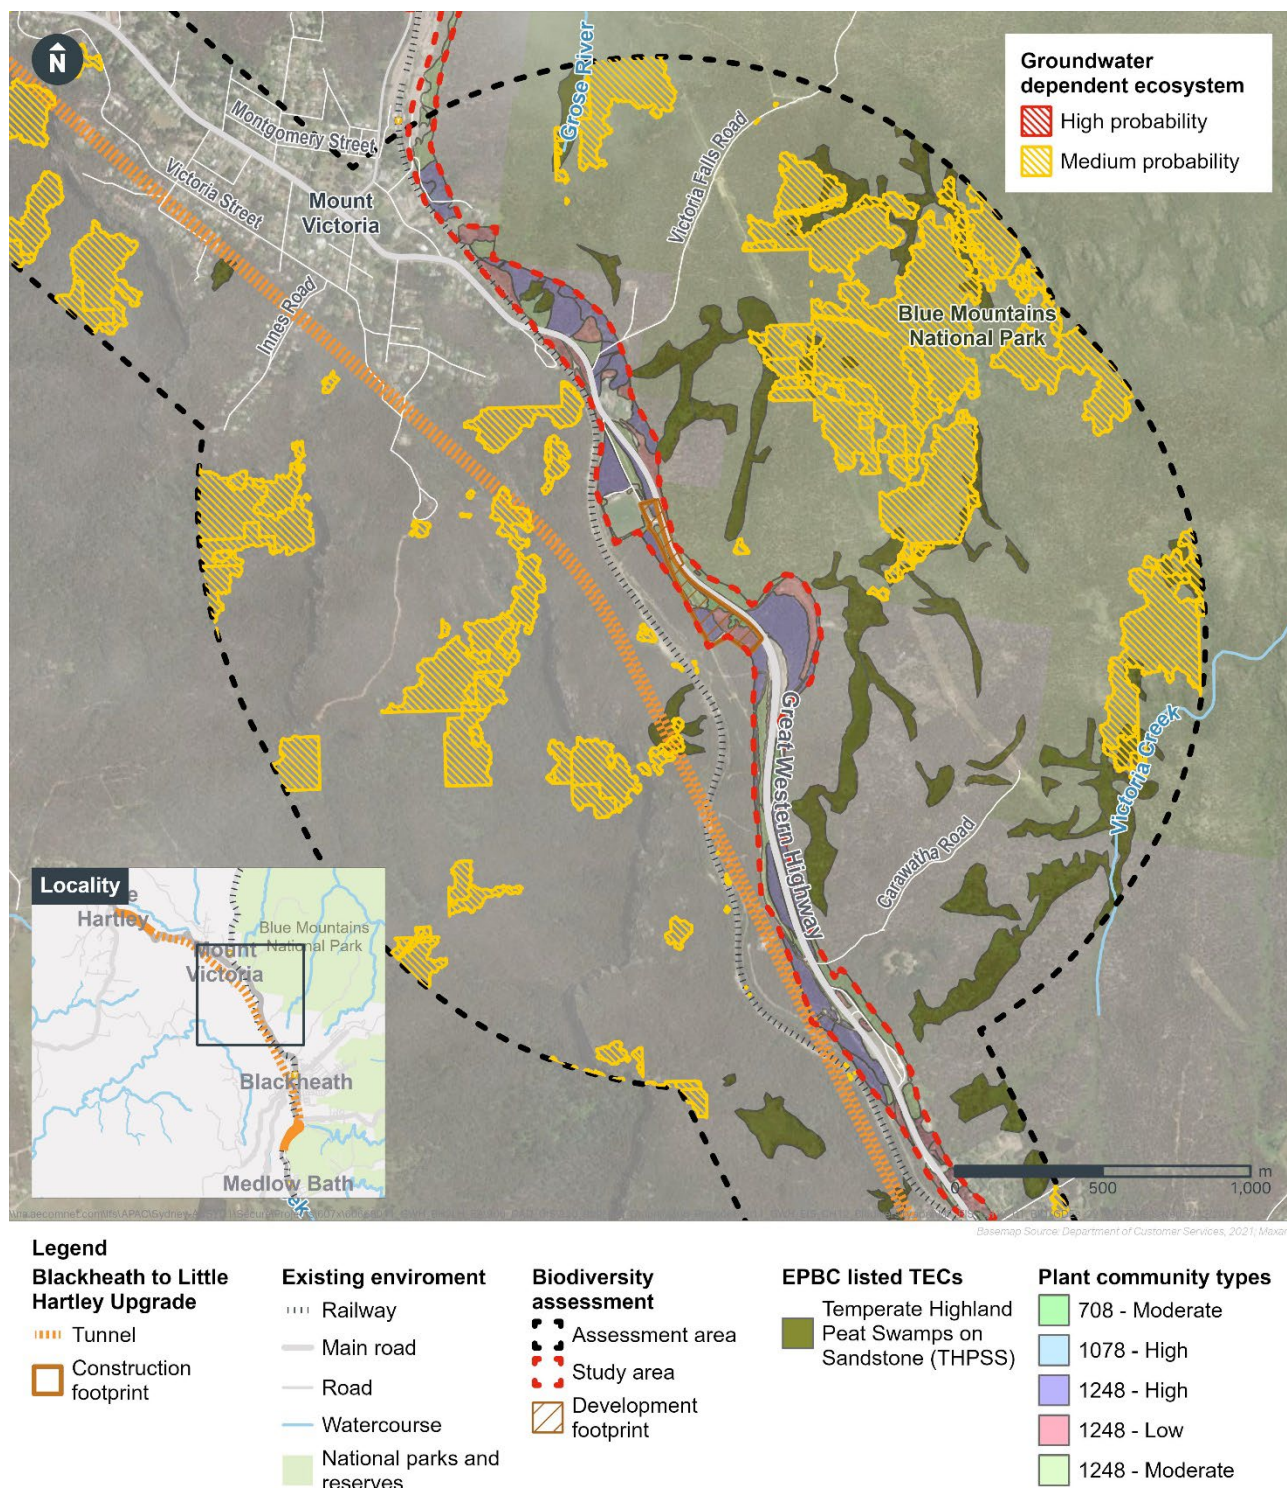 N
Grose River
Groundwater
dependent ecosystem
High probability
Medium probability
Montgomery Street
Victoria Street
Mount
Victoria
Victoria Falls Road
Innes Road
Blue Mountains
National Park
Great Western Highway
Victoria Creek
Carawatha Road
Locality
Hartley
Blue Mountains
National Park
Mount
Victoria
Blackheath
Medlow Bath
ek
m
0
500
1,000
Basemap Source: Department of Customer Services, 2021; Maxar
Legend
Blackheath to Little
Hartley Upgrade
Tunnel
Construction
footprint
Existing enviroment
Railway
Main road
Road
Watercourse
National parks and
reserves
Biodiversity
assessment
Assessment area
Study area
Development
footprint
EPBC listed TECs
Temperate Highland
Peat Swamps on
Sandstone (THPSS)
Plant community types
708 - Moderate
1078 - High
1248 - High
1248 - Low
1248 - Moderate